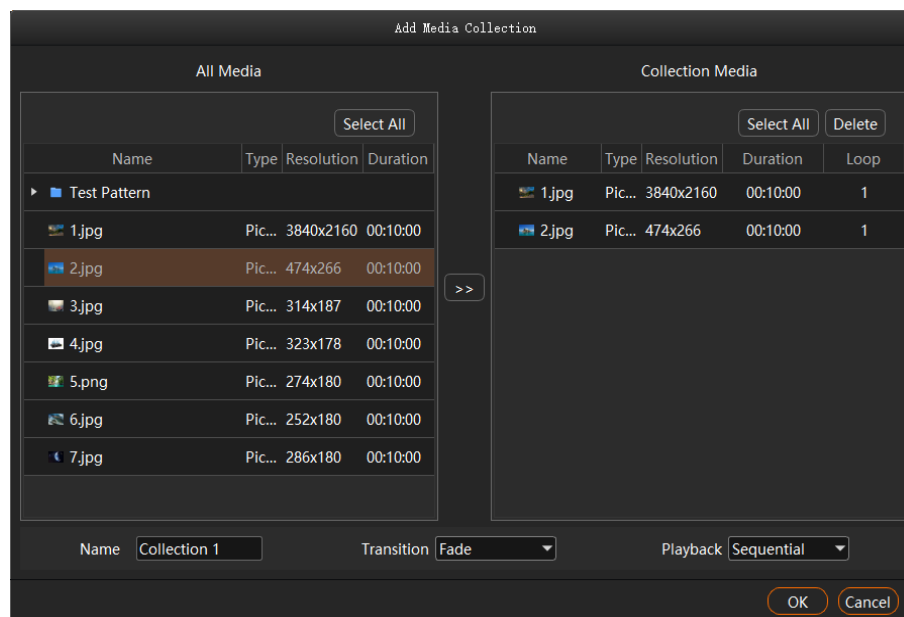 Add Media Collection
All Media
Collection Media
Select All
Select All Delete
Name Type Resolution Duration
Name Type Resolution Duration Loop
Test Pattern
1.jpg Pic... 3840x2160 00:10:00
1.jpg Pic... 3840x2160 00:10:00 1
2.jpg Pic... 474x266 00:10:00
2.jpg Pic... 474x266 00:10:00 1
>>
3.jpg Pic... 314x187 00:10:00
4.jpg Pic... 323x178 00:10:00
5.png Pic... 274x180 00:10:00
6.jpg Pic... 252x180 00:10:00
7.jpg Pic... 286x180 00:10:00
Name Collection 1 Transition Fade Playback Sequential
OK Cancel